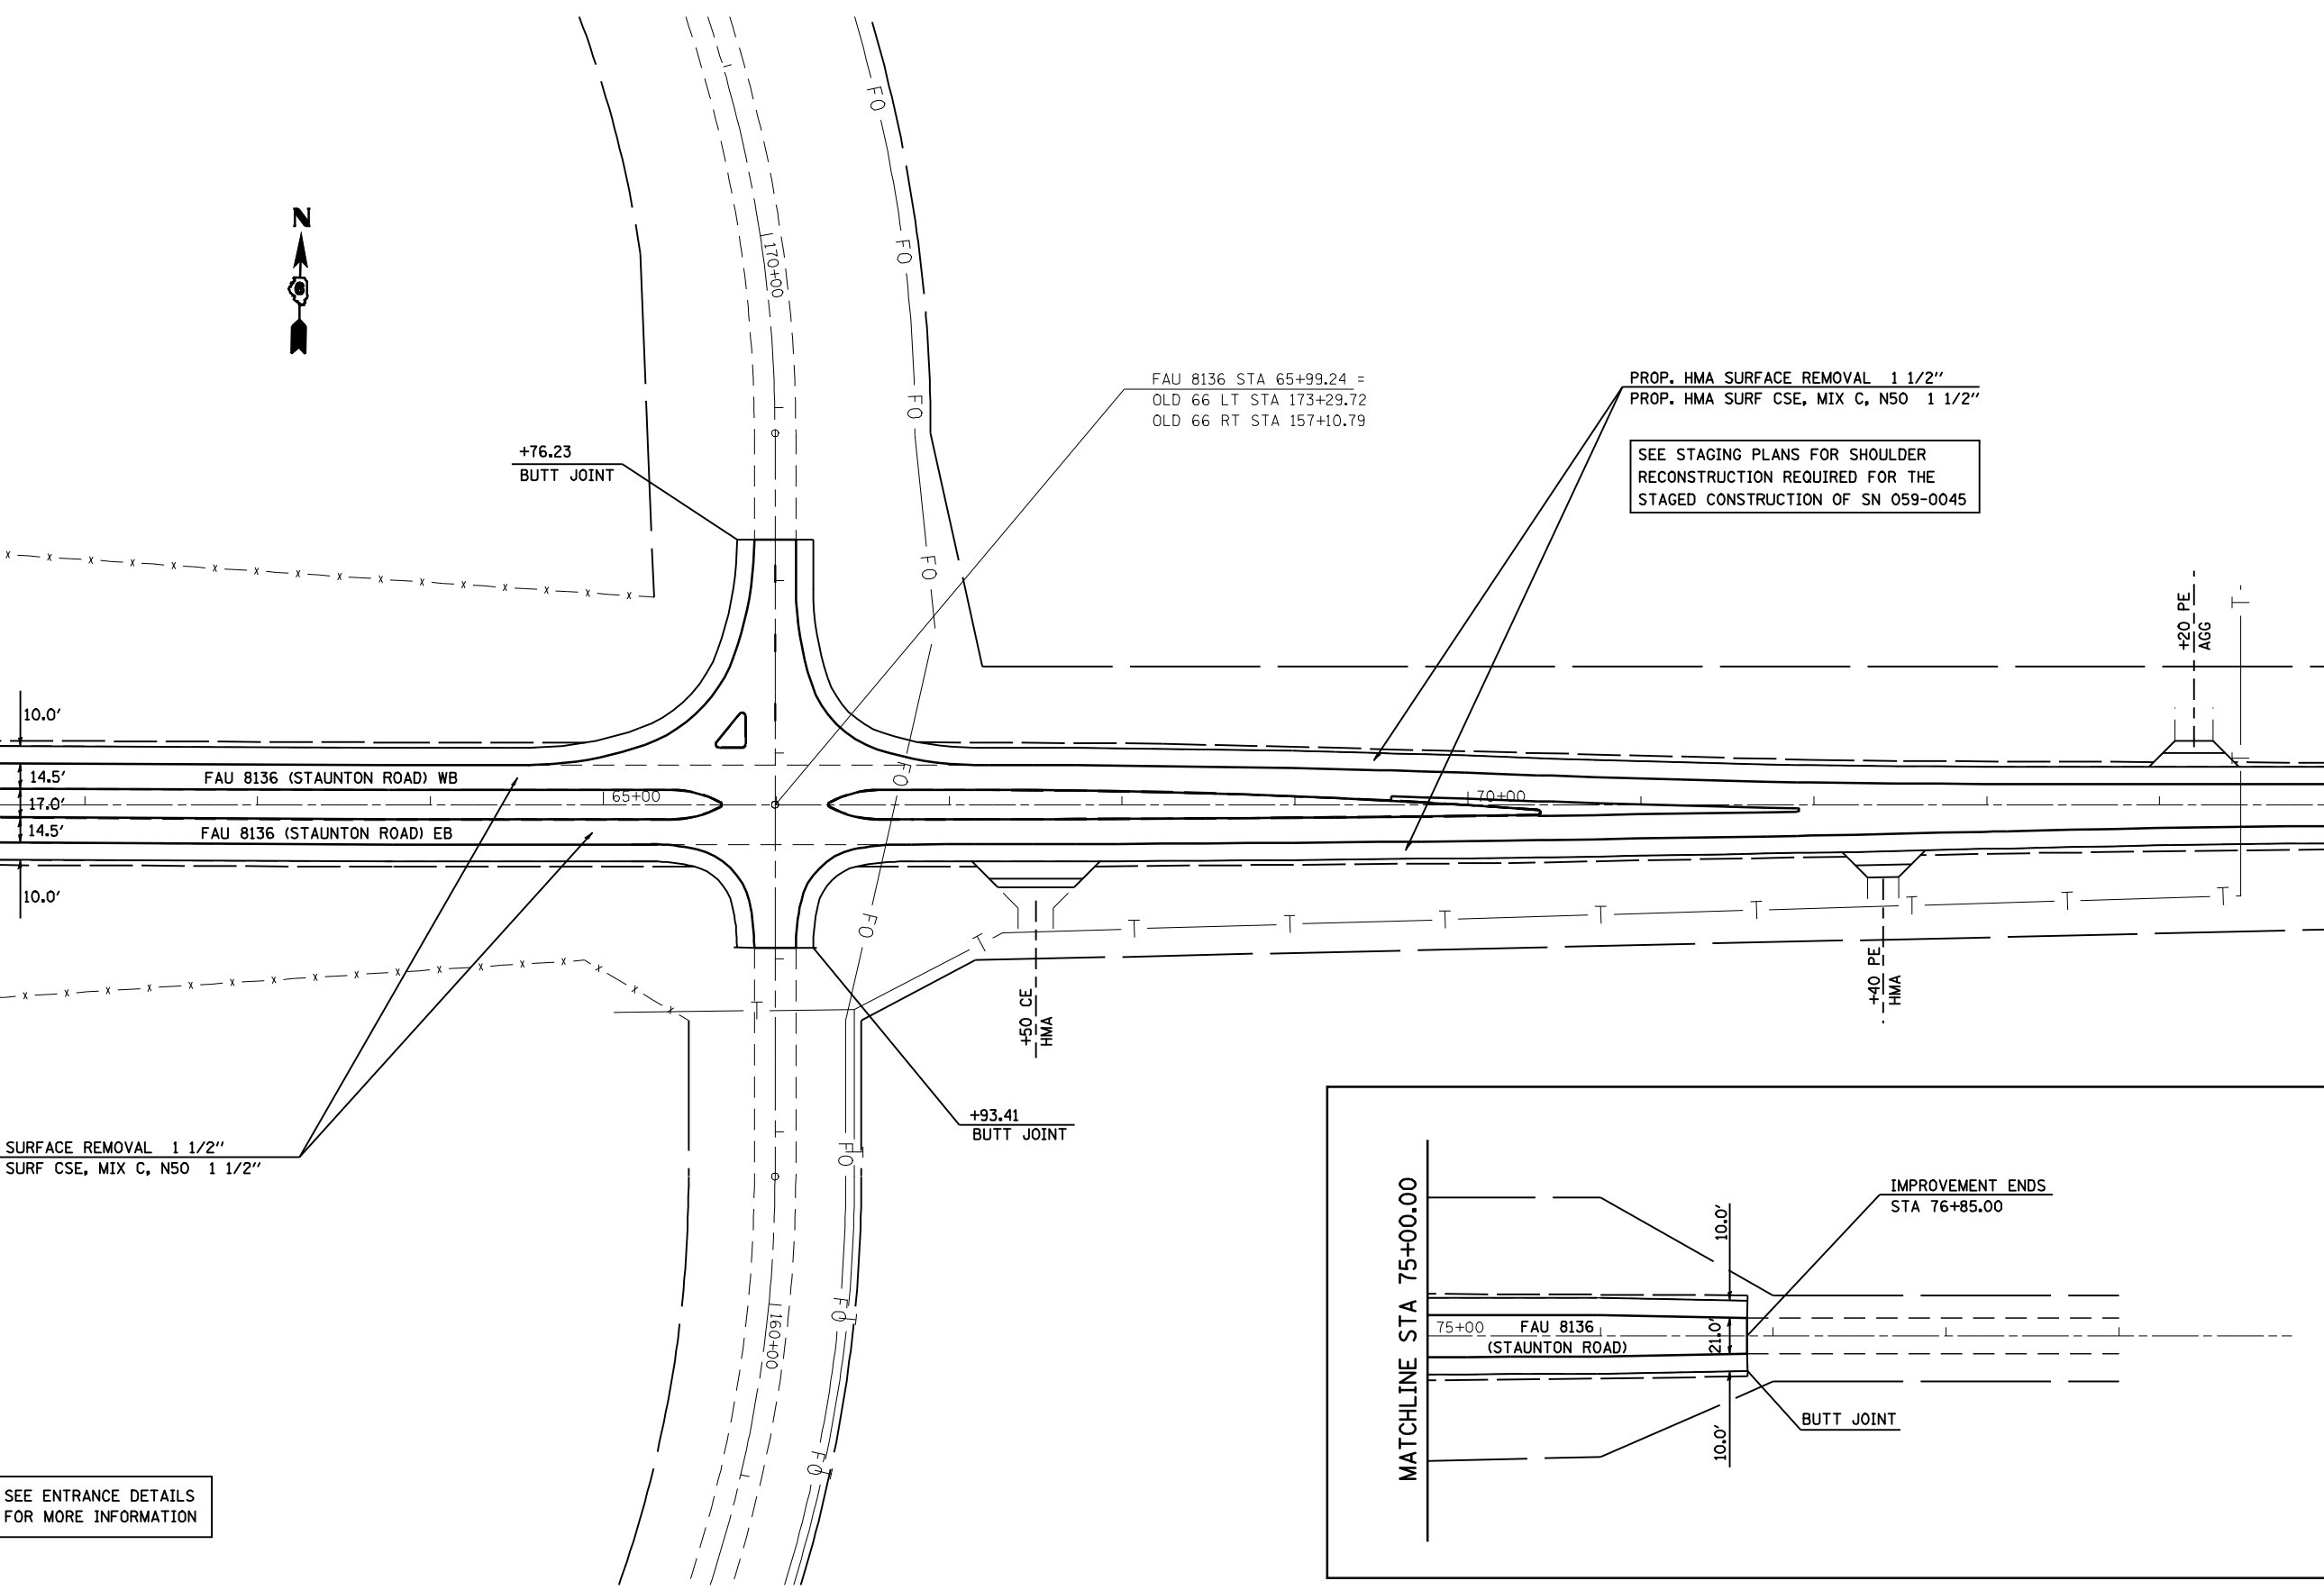 N
6
170+00
FO
FO
FO
FO
FO
FO
FO
FO
FO
FAU 8136 STA 65+99.24 =
OLD 66 LT STA 173+29.72
OLD 66 RT STA 157+10.79
PROP. HMA SURFACE REMOVAL 1 1/2"
PROP. HMA SURF CSE, MIX C, N50 1 1/2"
SEE STAGING PLANS FOR SHOULDER
RECONSTRUCTION REQUIRED FOR THE
STAGED CONSTRUCTION OF SN 059-0045
+76.23
BUTT JOINT
+20 PE
AGG
10.0'
14.5'
17.0'
14.5'
10.0'
FAU 8136 (STAUNTON ROAD) WB
65+00
70+00
FAU 8136 (STAUNTON ROAD) EB
T
T
T
T
T
T
T
T
T
T
T
T
+50 CE
HMA
+40 PE
HMA
+93.41
BUTT JOINT
SURFACE REMOVAL 1 1/2"
SURF CSE, MIX C, N50 1 1/2"
160+00
SEE ENTRANCE DETAILS
FOR MORE INFORMATION
MATCHLINE STA 75+00.00
IMPROVEMENT ENDS
STA 76+85.00
10.0'
75+00
FAU 8136
(STAUNTON ROAD)
21.0'
10.0'
BUTT JOINT